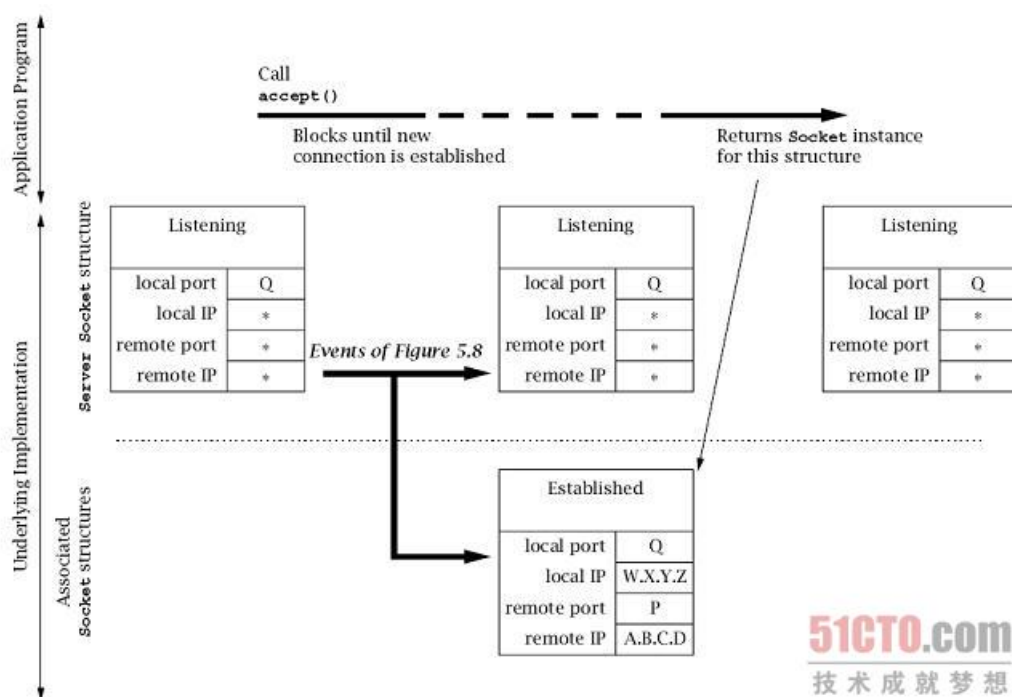 Application Program
Call
accept()
Blocks until new
connection is established
Returns Socket instance
for this structure
Underlying Implementation
Server Socket structure
Listening
local port Q
local IP *
remote port *
remote IP *
Events of Figure 5.8
Listening
local port Q
local IP *
remote port *
remote IP *
Listening
local port Q
local IP *
remote port *
remote IP *
Associated
Socket structures
Established
local port Q
local IP W.X.Y.Z
remote port P
remote IP A.B.C.D
51CTO.com
技术成就梦想